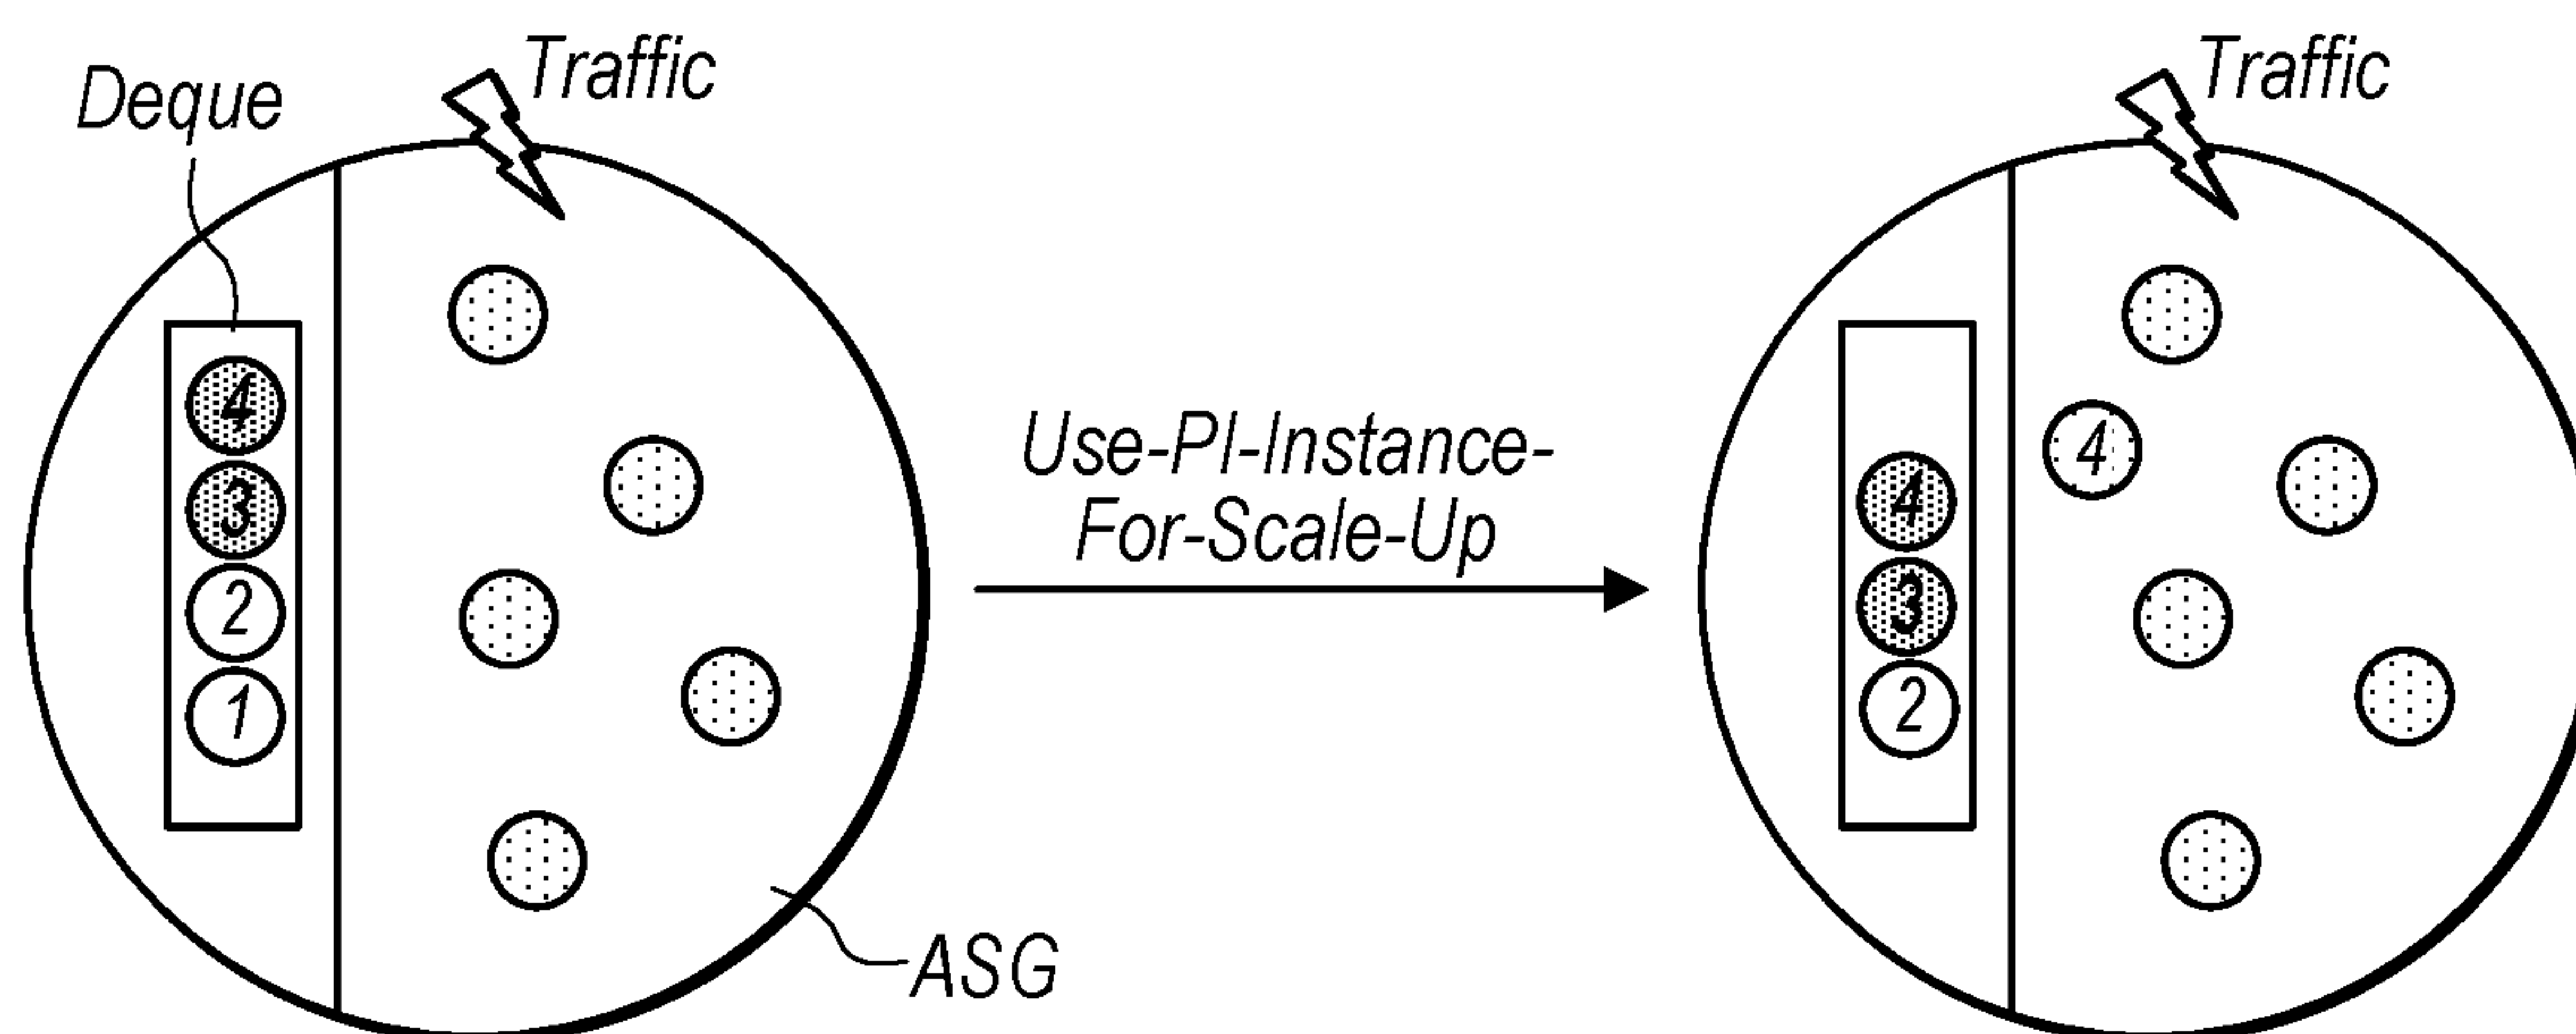 Traffic
Deque
4
3
2
1
ASG
Use-PI-Instance-
For-Scale-Up
Traffic
4
4
3
2